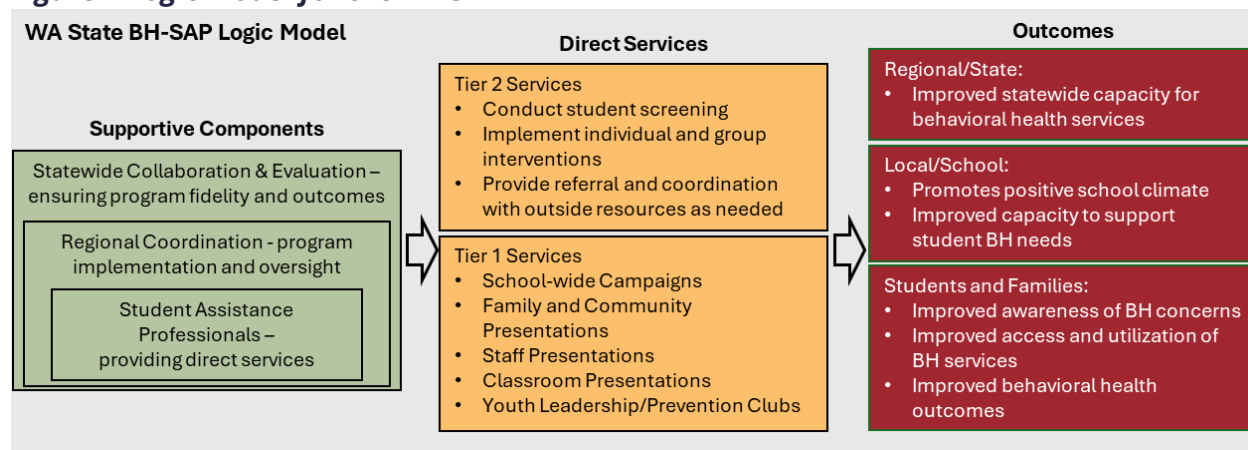 WA State BH-SAP Logic Model
Supportive Components
Statewide Collaboration & Evaluation –
ensuring program fidelity and outcomes
Regional Coordination - program
implementation and oversight
Student Assistance
Professionals –
providing direct services
Direct Services
Tier 2 Services
• Conduct student screening
• Implement individual and group
interventions
• Provide referral and coordination
with outside resources as needed
Tier 1 Services
• School-wide Campaigns
• Family and Community
Presentations
• Staff Presentations
• Classroom Presentations
• Youth Leadership/Prevention Clubs
Outcomes
Regional/State:
• Improved statewide capacity for
behavioral health services
Local/School:
• Promotes positive school climate
• Improved capacity to support
student BH needs
Students and Families:
• Improved awareness of BH concerns
• Improved access and utilization of
BH services
• Improved behavioral health
outcomes